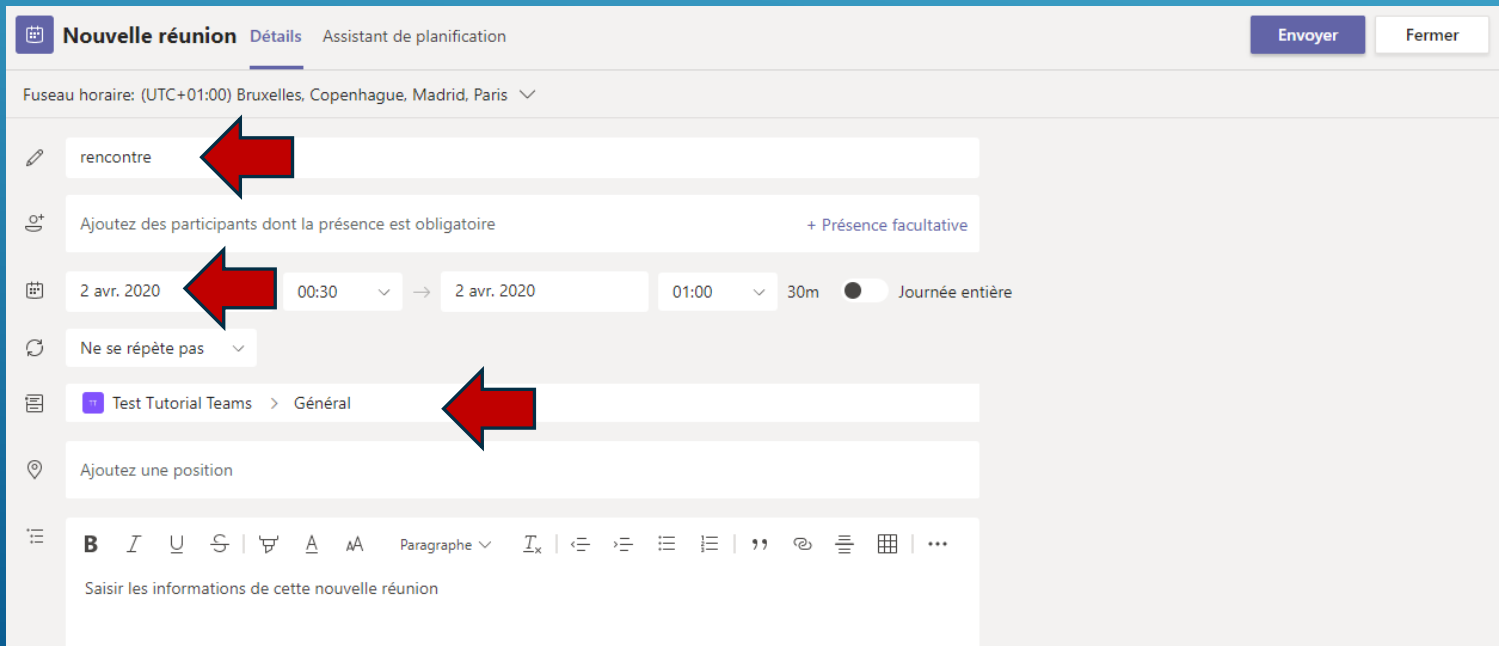 Nouvelle réunion Détails Assistant de planification Envoyer Fermer
Fuseau horaire: (UTC+01:00) Bruxelles, Copenhague, Madrid, Paris
rencontre
Ajoutez des participants dont la présence est obligatoire + Présence facultative
2 avr. 2020 00:30 → 2 avr. 2020 01:00 30m Journée entière
Ne se répète pas
TT Test Tutorial Teams > Général
Ajoutez une position
B I U S A AA Paragraphe Tx
Saisir les informations de cette nouvelle réunion